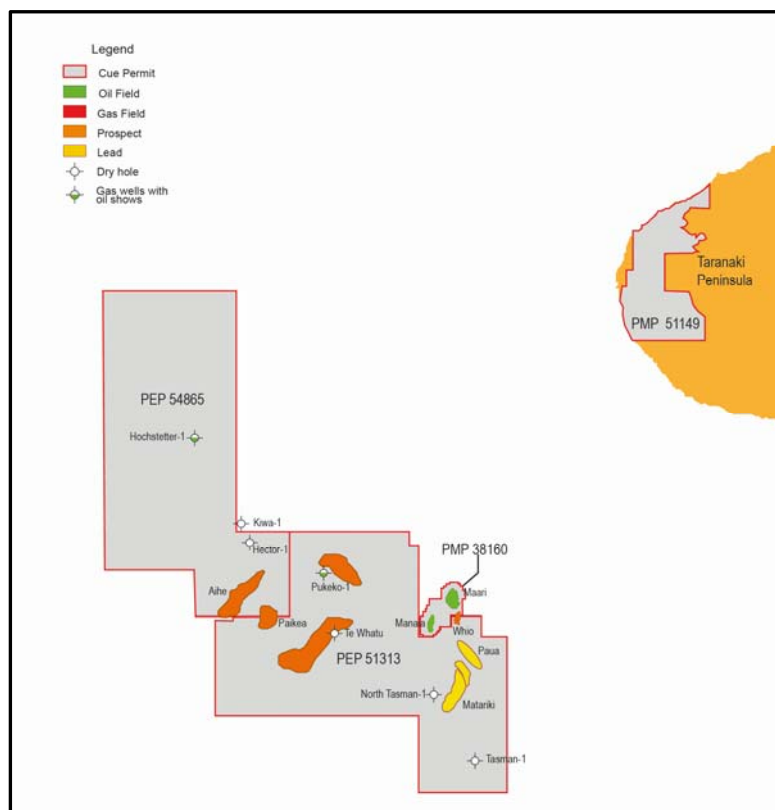 Legend
Cue Permit
Oil Field
Gas Field
Prospect
Lead
Dry hole
Gas wells with
oil shows
Taranaki
Peninsula
PMP 51149
PEP 54865
Hochstetter-1
Kiwa-1
Hector-1
PMP 38160
Pukeko-1
Aihe
Maari
Paikea
Manaia
Te Whatu
Whio
PEP 51313
Paua
North Tasman-1
Matariki
Tasman-1